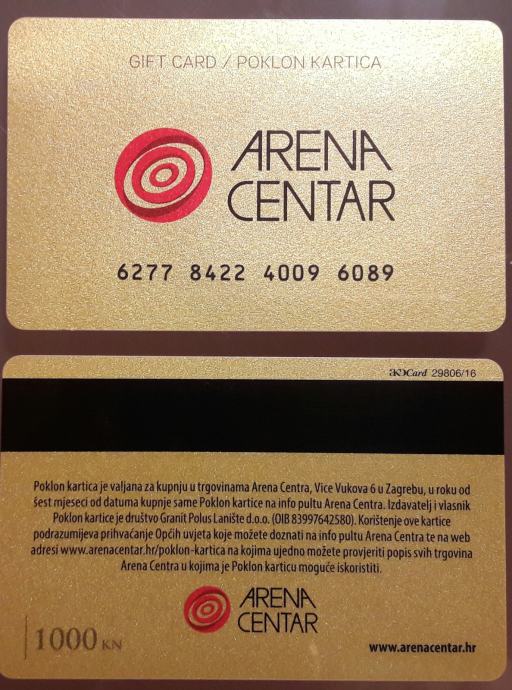 GIFT CARD / POKLON KARTICA
ARENA
CENTAR
6277 8422 4009 6089
akDCard 29806/16
Poklon kartica je valjana za kupnju u trgovinama Arena Centra, Vice Vukova 6 u Zagrebu, u roku od
šest mjeseci od datuma kupnje same Poklon kartice na info pultu Arena Centra. Izdavatelj i vlasnik
Poklon kartice je društvo Granit Polus Lanište d.o.o. (OIB 83997642580). Korištenje ove kartice
podrazumijeva prihvaćanje Općih uvjeta koje možete doznati na info pultu Arena Centra te na web
adresi www.arenacentar.hr/poklon-kartica na kojima ujedno možete provjeriti popis svih trgovina
Arena Centra u kojima je Poklon karticu moguće iskoristiti.
ARENA
CENTAR
1000 KN
www.arenacentar.hr